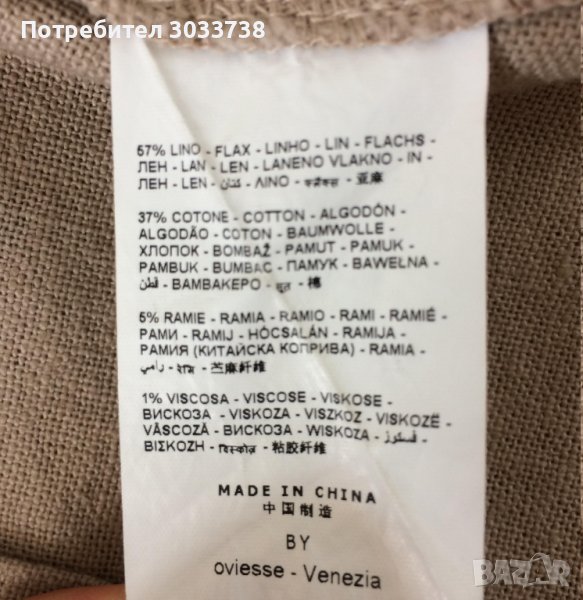 Потребител 3033738
57% LINO - FLAX - LINHO - LIN - FLACHS -
ЛЕН - LAN - LEN - LANENO VLAKNO - IN -
ЛЕН - LEN - كتان - ΛΙΝΟ - - 亚麻
37% COTONE - COTTON - ALGODÓN -
ALGODÃO - COTON - BAUMWOLLE -
ХЛОПОК - BOMBAŽ - PAMUT - PAMUK -
PAMBUK - BUMBAC - ПАМУК - BAWEŁNA -
قطن - ΒΑΜΒΑΚΕΡΟ - सूत - 棉
5% RAMIE - RAMIA - RAMIO - RAMI - RAMIÉ -
РАМИ - RAMIJ - HÓCSALÁN - RAMIJA -
РАМИЯ (КИТАЙСКА КОПРИВА) - RAMIA -
رامي - - 苎麻纤维
1% VISCOSA - VISCOSE - VISKOSE -
ВИСКОЗА - VISKOZA - VISZKOZ - VISKOZË -
VÂSCOZĂ - ВИСКОЗА - WISKOZA - فسكوز -
ΒΙΣΚΟΖΗ - विस्कोज़ - 粘胶纤维
MADE IN CHINA
中国制造
BY
oviesse - Venezia
BAZAR